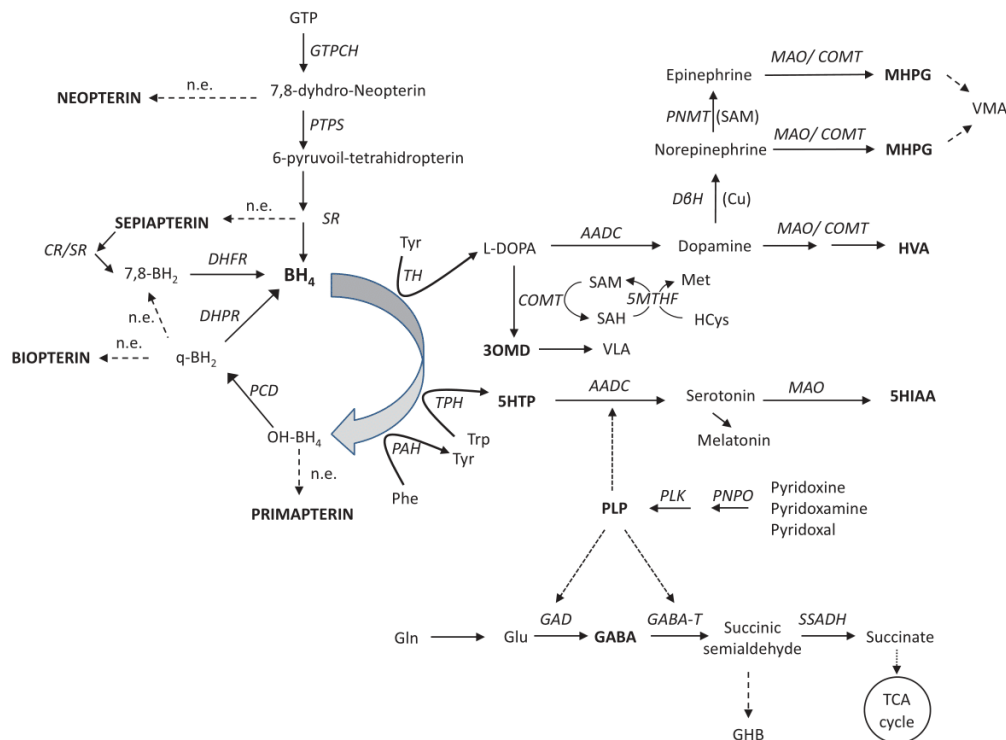 GTP
GTPCH
7,8-dyhdro-Neopterin
n.e.
NEOPTERIN
PTPS
6-pyruvoil-tetrahidropterin
n.e.
SR
SEPIAPTERIN
CR/SR
7,8-BH2
DHFR
BH4
n.e.
DHPR
BIOPTERIN
n.e.
q-BH2
PCD
OH-BH4
n.e.
PRIMAPTERIN
Tyr
TH
L-DOPA
AADC
Dopamine
MAO/ COMT
HVA
DβH
(Cu)
Norepinephrine
MAO/ COMT
MHPG
PNMT
(SAM)
Epinephrine
MAO/ COMT
MHPG
VMA
COMT
SAM
SAH
5MTHF
Met
HCys
3OMD
VLA
TPH
Trp
5HTP
AADC
Serotonin
MAO
5HIAA
Melatonin
PAH
Tyr
Phe
PLP
PLK
PNPO
Pyridoxine
Pyridoxamine
Pyridoxal
Gln
Glu
GAD
GABA
GABA-T
Succinic
semialdehyde
SSADH
Succinate
TCA
cycle
GHB